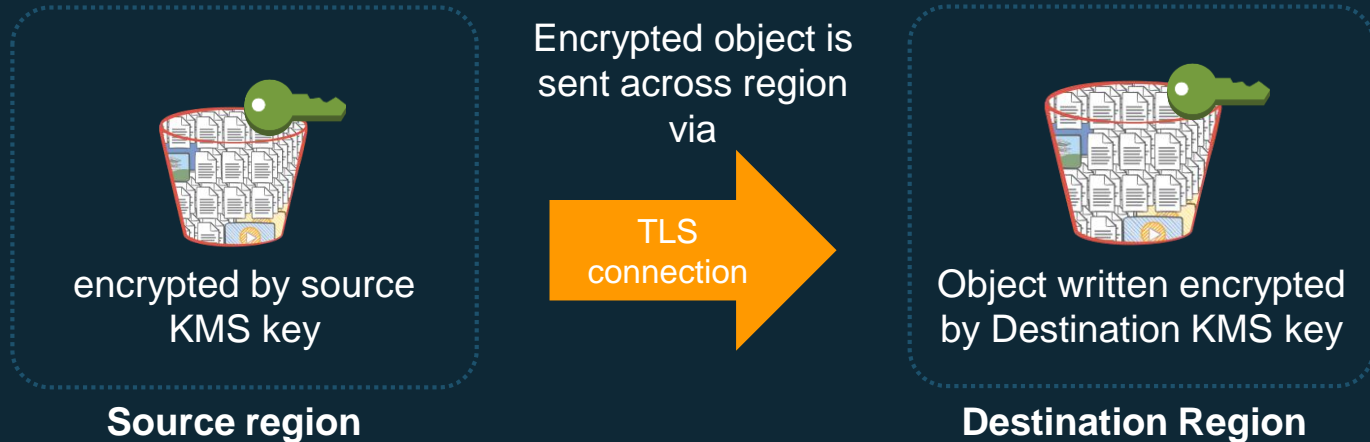 Encrypted object is
sent across region
via
TLS
connection
encrypted by source
KMS key
Object written encrypted
by Destination KMS key
Source region
Destination Region